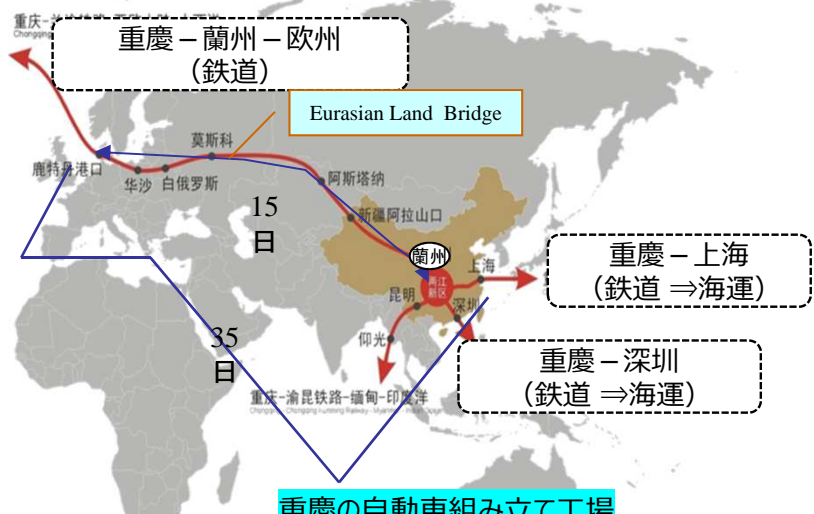 重庆-
重慶－蘭州－欧州
（鉄道）
Eurasian Land Bridge
莫斯科
鹿特丹港口
华沙
白俄罗斯
阿斯塔纳
15
日
新疆阿拉山口
蘭州
重慶－上海
（鉄道 ⇒海運）
上海
两江
新区
昆明
深圳
35
日
仰光
重慶－深圳
（鉄道 ⇒海運）
重庆-渝昆铁路-缅甸-印度洋
重慶の自動車組み立て工場